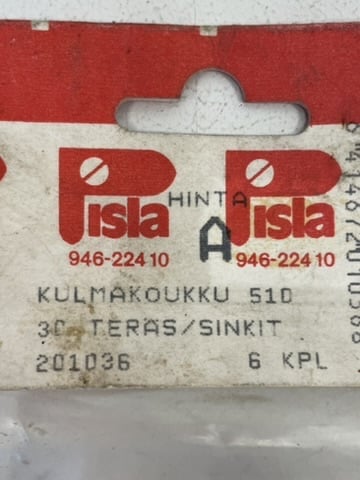 Pisla HINTA Pisla
946-224 10 A 946-224 10
KULMAKOUKKU 510
30 TERÄS/SINKIT
201036 6 KPL